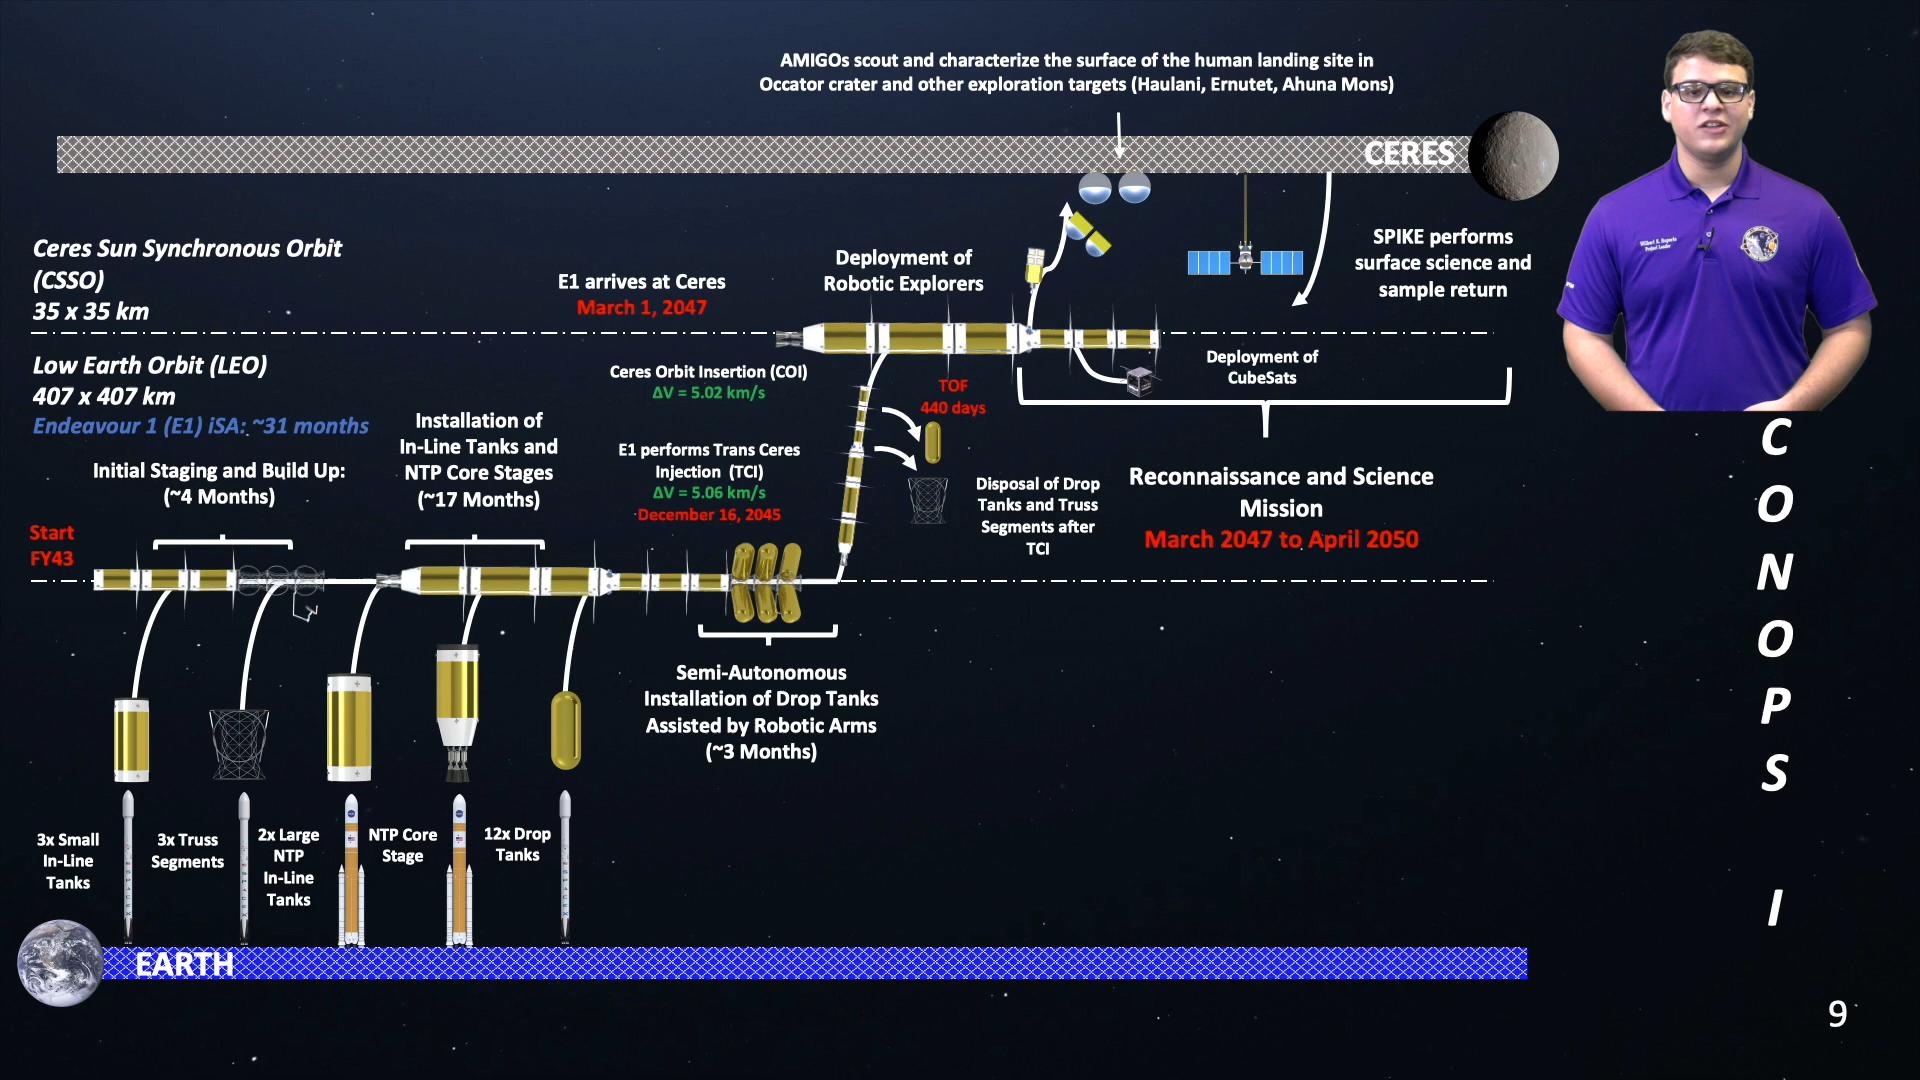 AMIGOs scout and characterize the surface of the human landing site in
Occator crater and other exploration targets (Haulani, Ernutet, Ahuna Mons)
CERES
Ceres Sun Synchronous Orbit
(CSSO)
35 x 35 km
E1 arrives at Ceres
March 1, 2047
Deployment of
Robotic Explorers
SPIKE performs
surface science and
sample return
Low Earth Orbit (LEO)
407 x 407 km
Endeavour 1 (E1) iSA: ~31 months
Ceres Orbit Insertion (COI)
ΔV = 5.02 km/s
TOF
440 days
Deployment of
CubeSats
Initial Staging and Build Up:
(~4 Months)
Installation of
In-Line Tanks and
NTP Core Stages
(~17 Months)
E1 performs Trans Ceres
Injection (TCI)
ΔV = 5.06 km/s
December 16, 2045
Disposal of Drop
Tanks and Truss
Segments after
TCI
Reconnaissance and Science
Mission
March 2047 to April 2050
Start
FY43
Semi-Autonomous
Installation of Drop Tanks
Assisted by Robotic Arms
(~3 Months)
3x Small
In-Line
Tanks
3x Truss
Segments
2x Large
NTP
In-Line
Tanks
NTP Core
Stage
12x Drop
Tanks
EARTH
C
O
N
O
P
S
I
9